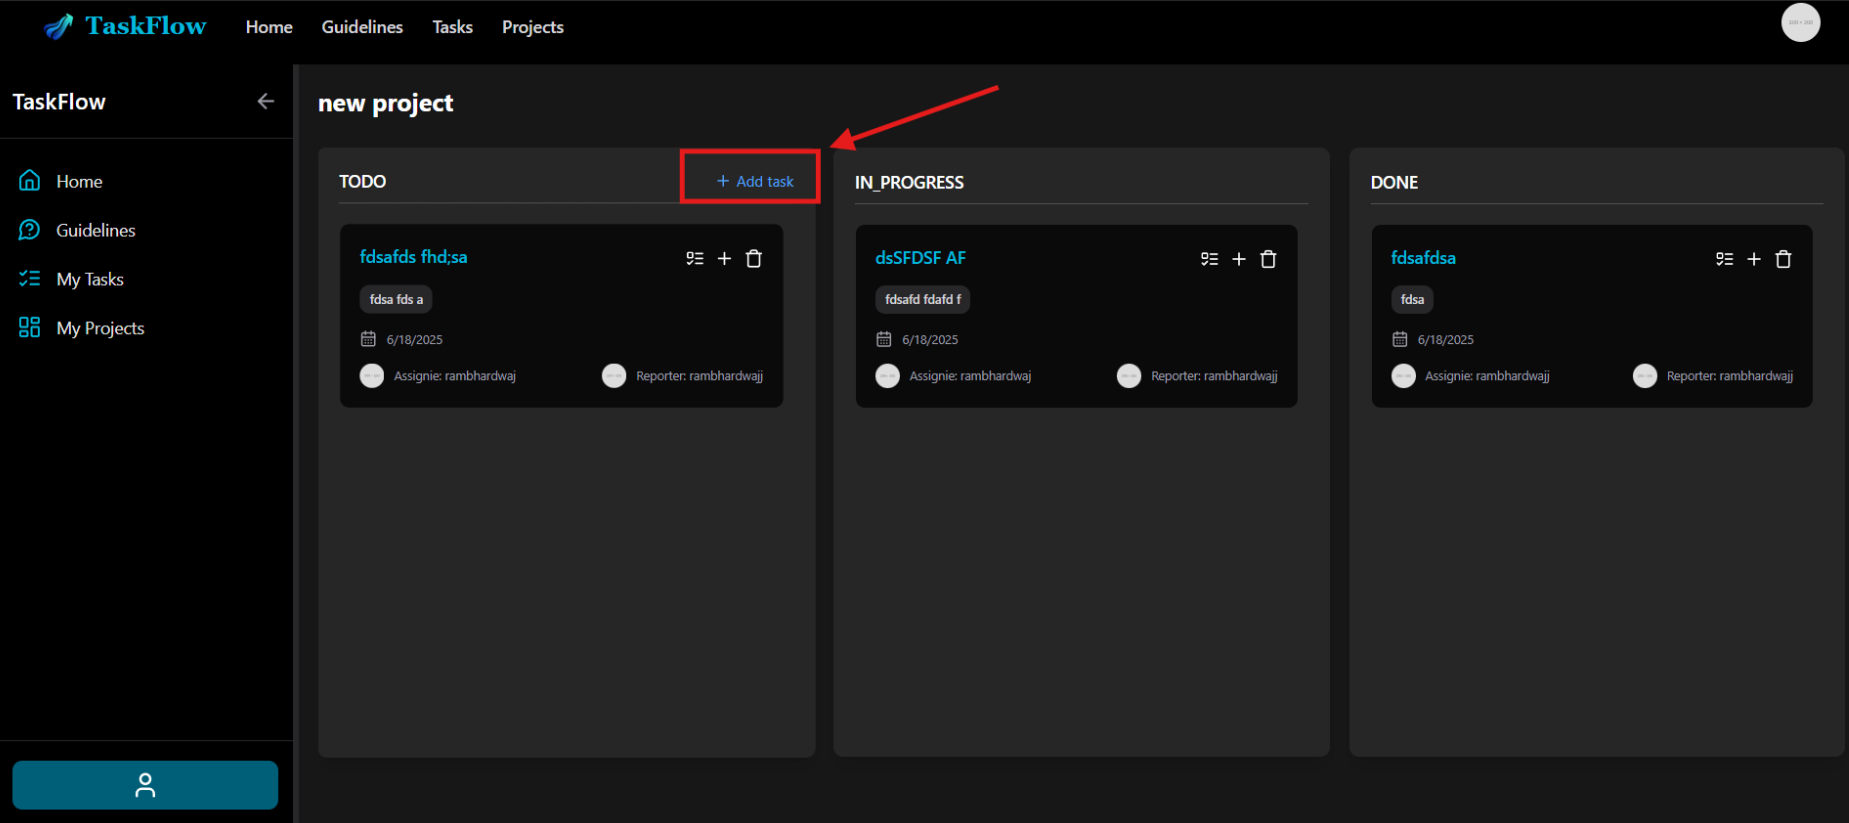 TaskFlow
Home
Guidelines
Tasks
Projects
TaskFlow
Home
Guidelines
My Tasks
My Projects
new project
TODO
+ Add task
fdsafds fhd;sa
fdsa fds a
6/18/2025
Assignie: rambhardwaj
Reporter: rambhardwajj
IN_PROGRESS
dsSFDSF AF
fdsafd fdafd f
6/18/2025
Assignie: rambhardwaj
Reporter: rambhardwajj
DONE
fdsafdsa
fdsa
6/18/2025
Assignie: rambhardwajj
Reporter: rambhardwajj